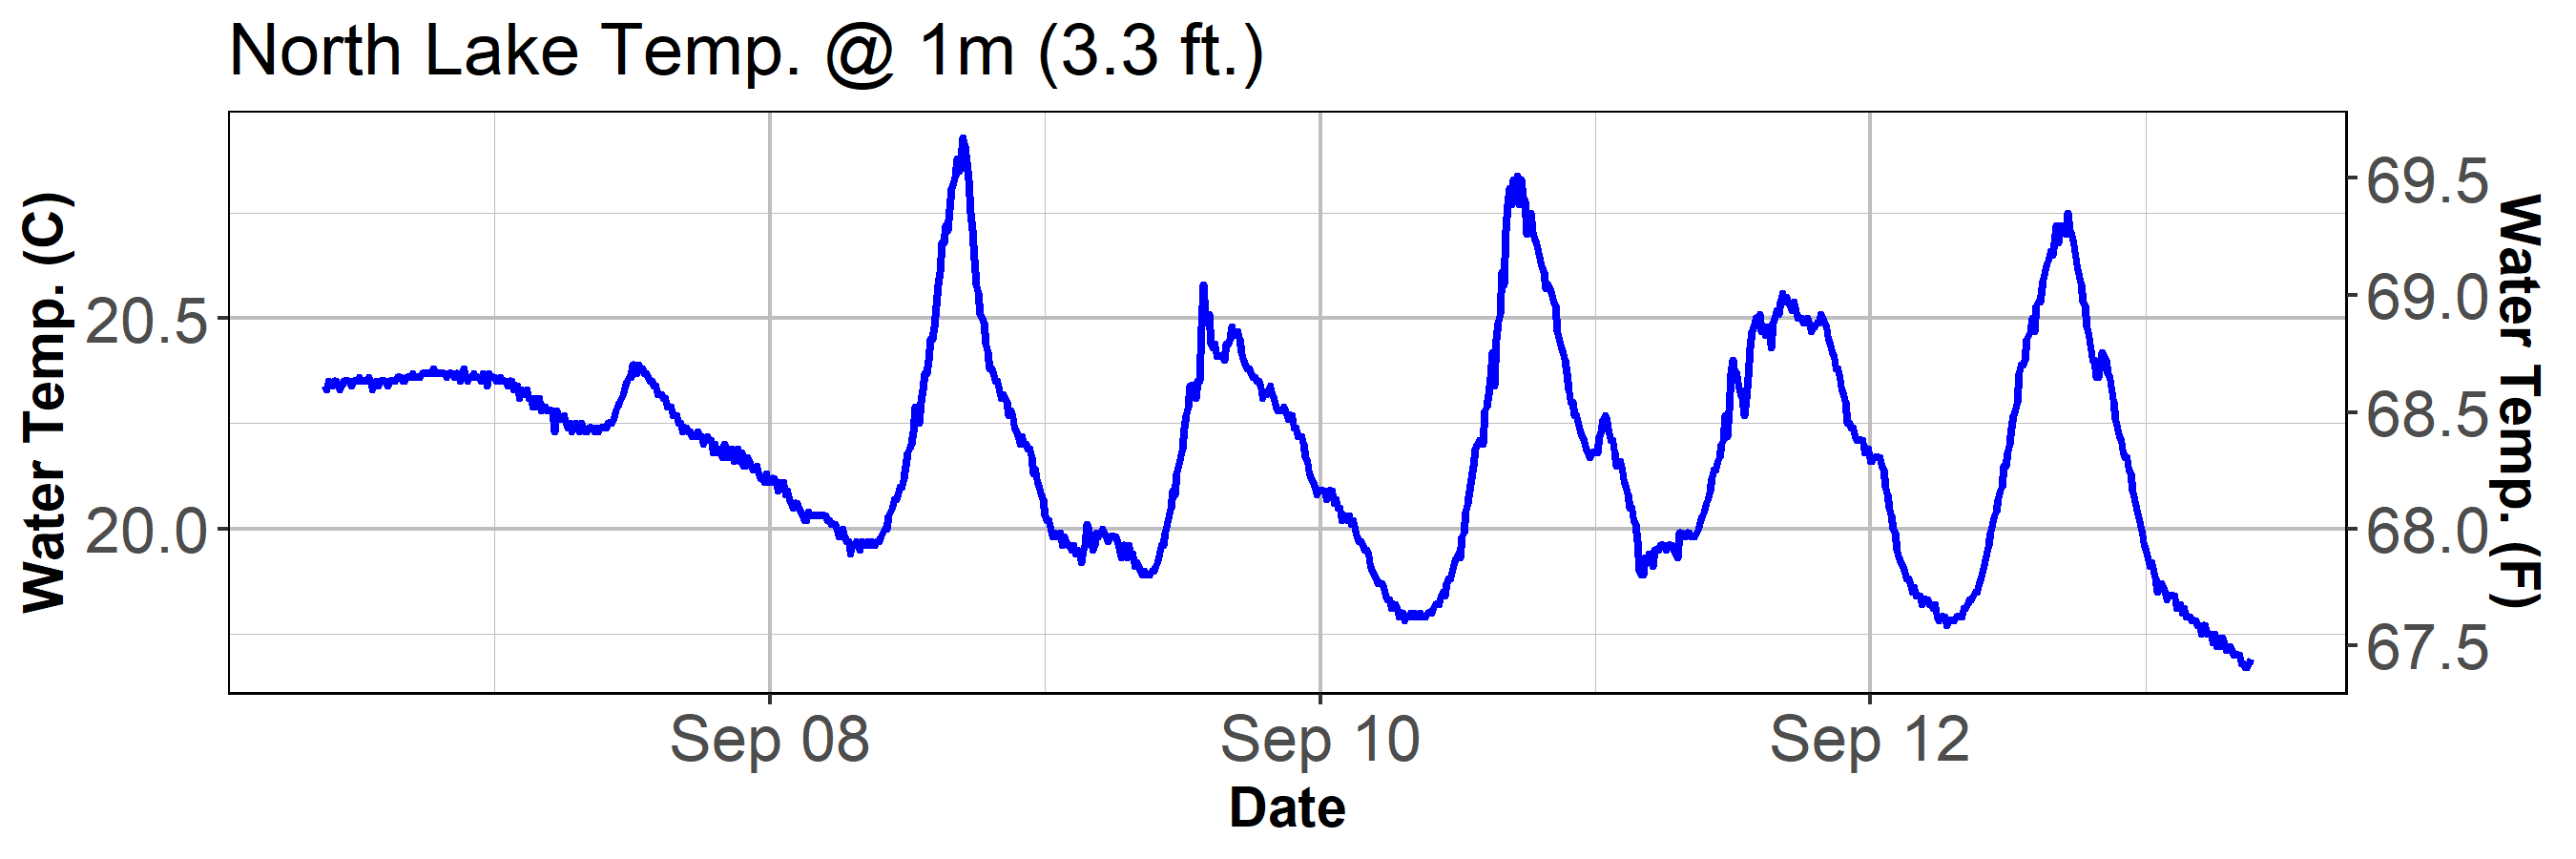 North Lake Temp. @ 1m (3.3 ft.)
Water Temp. (C)
20.5
20.0
69.5
69.0
68.5
68.0
67.5
Water Temp. (F)
Sep 08
Sep 10
Sep 12
Date